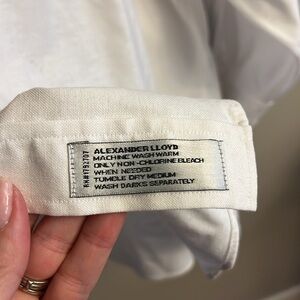 ALEXANDER LLOYD
MACHINE WASH WARM
ONLY NON-CHLORINE BLEACH
WHEN NEEDED
TUMBLE DRY MEDIUM
WASH DARKS SEPARATELY